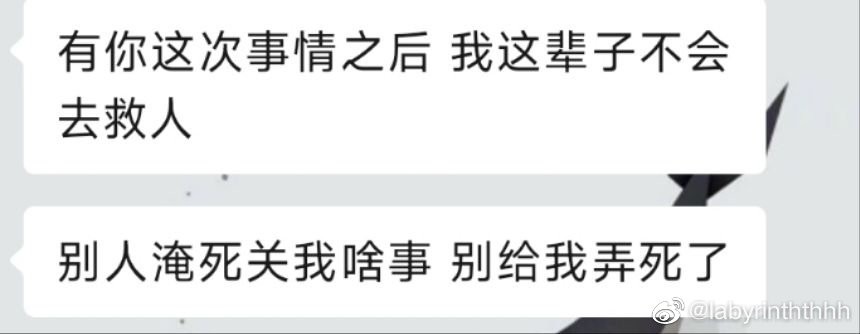 有你这次事情之后 我这辈子不会
去救人
别人淹死关我啥事 别给我弄死了
@labyrinththhh